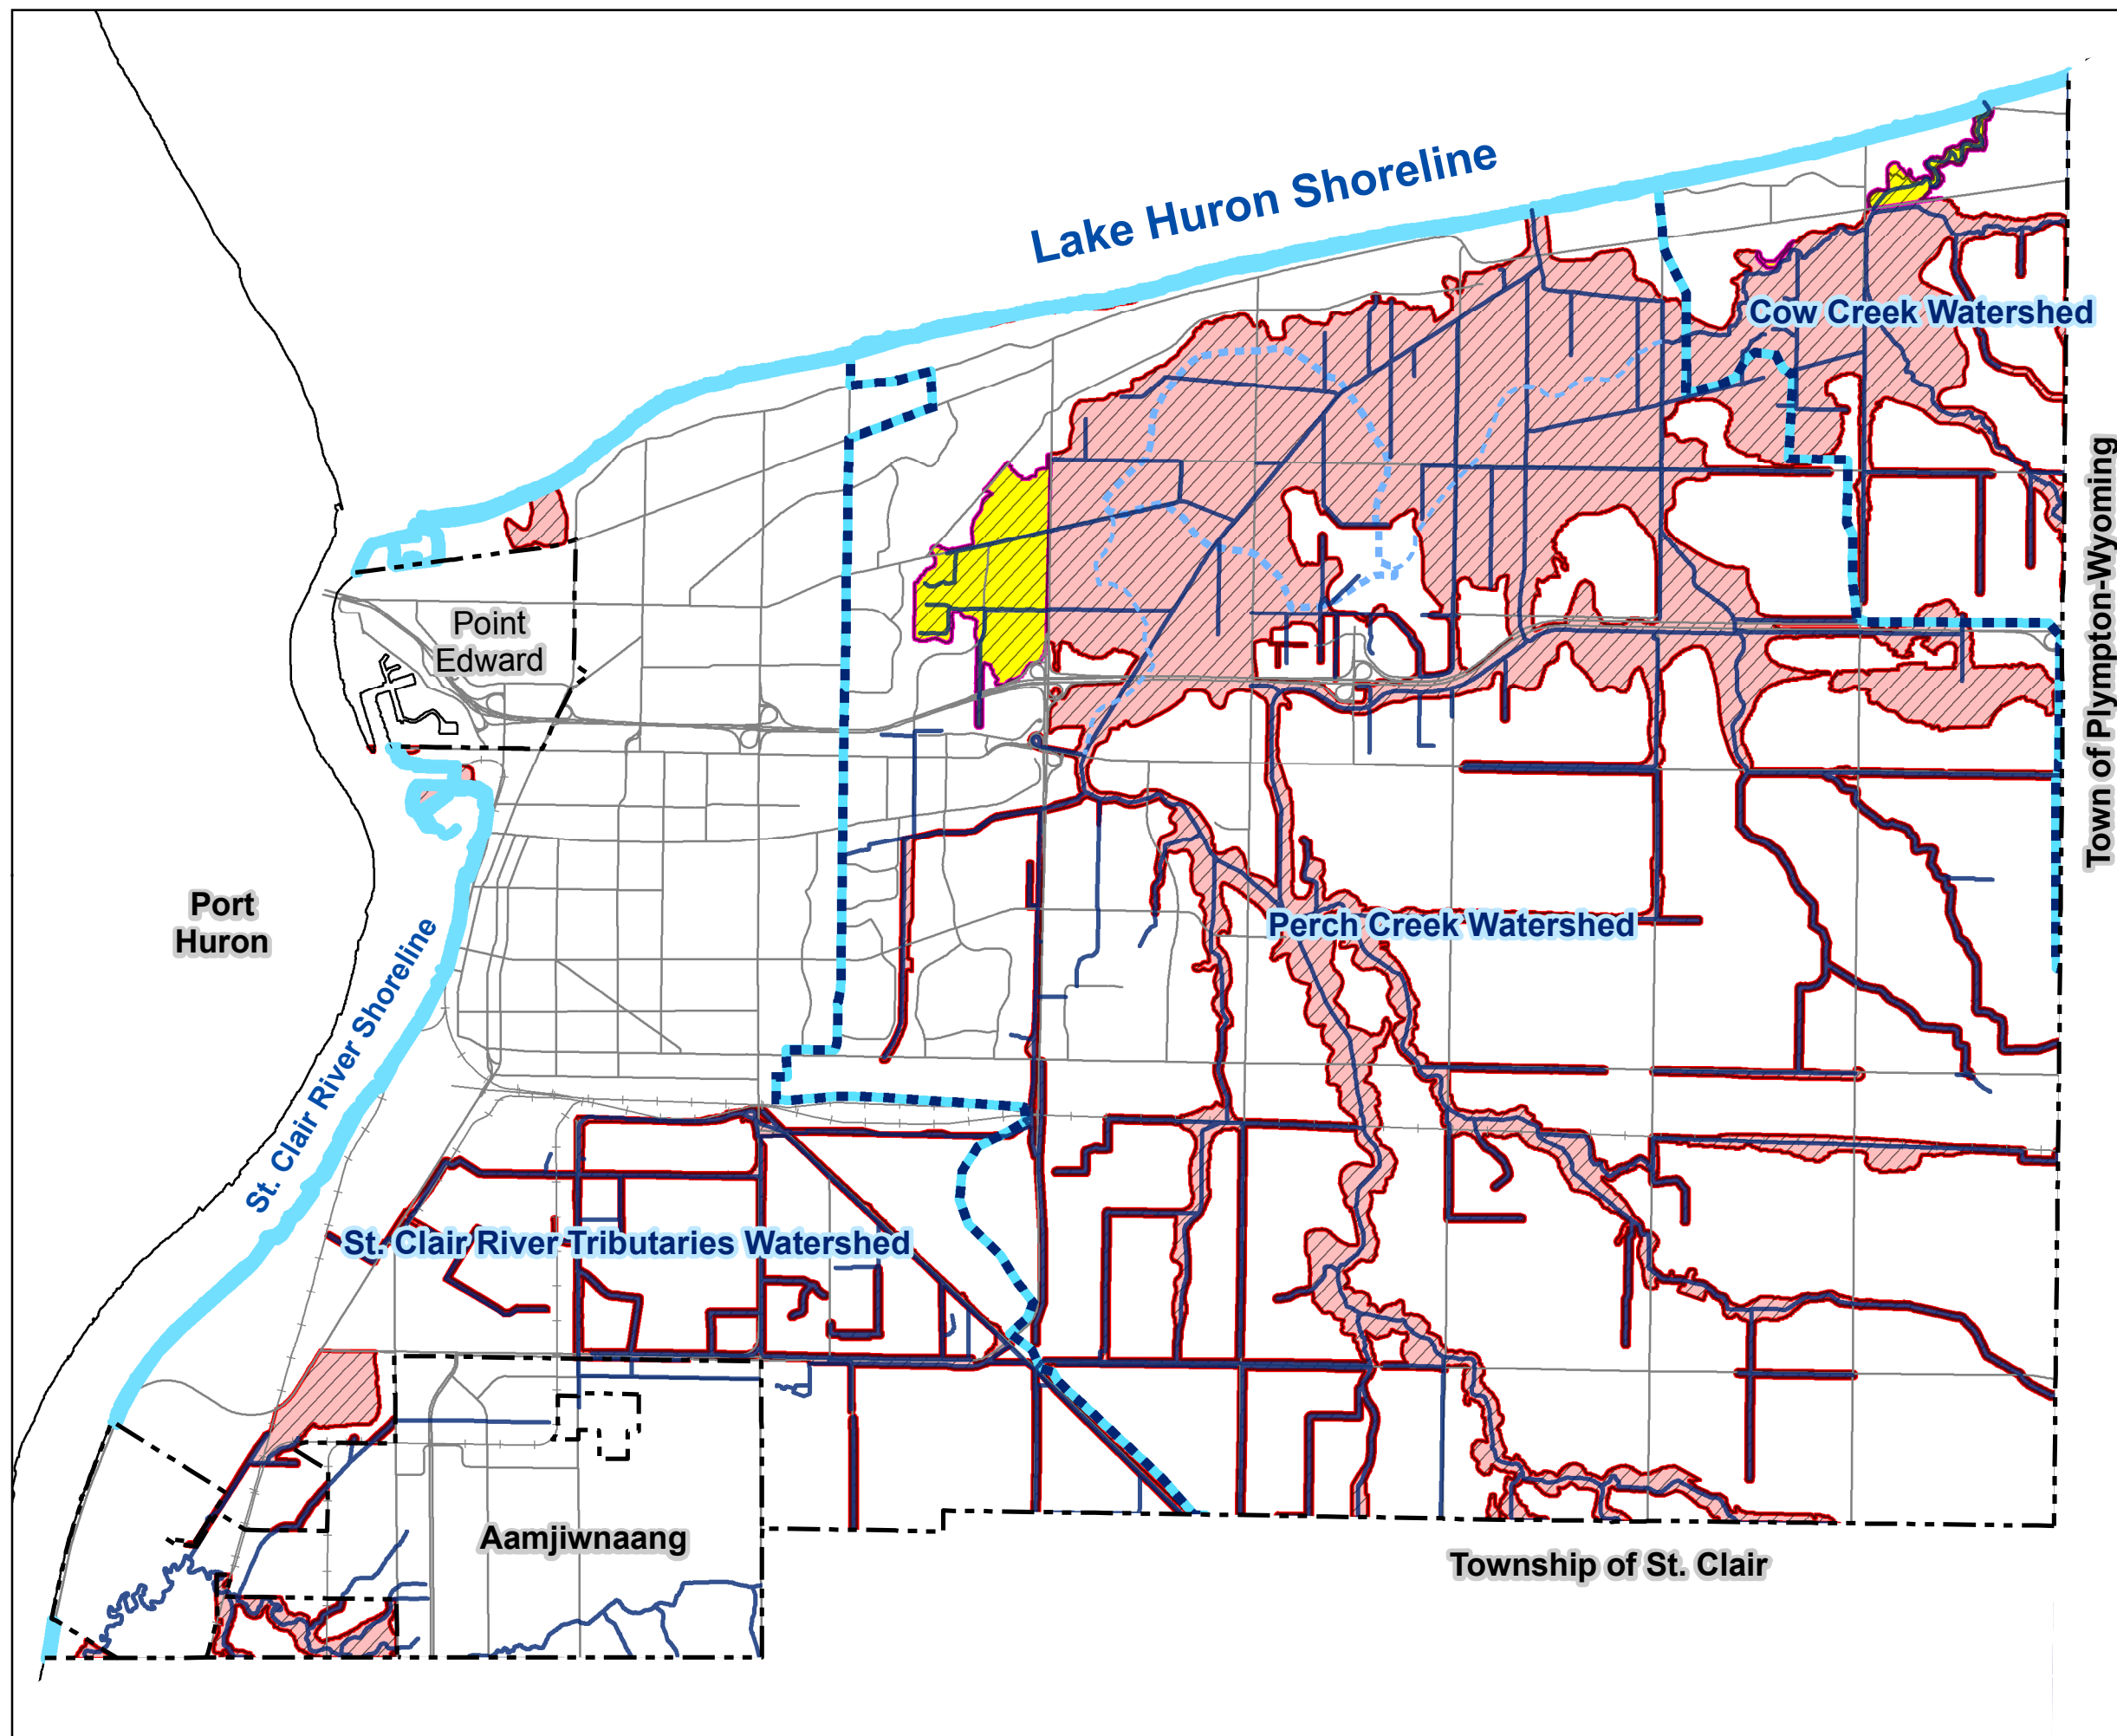 Lake Huron Shoreline
Cow Creek Watershed
Town of Plympton-Wyoming
Point
Edward
Port
Huron
St. Clair River Shoreline
Perch Creek Watershed
St. Clair River Tributaries Watershed
Aamjiwnaang
Township of St. Clair